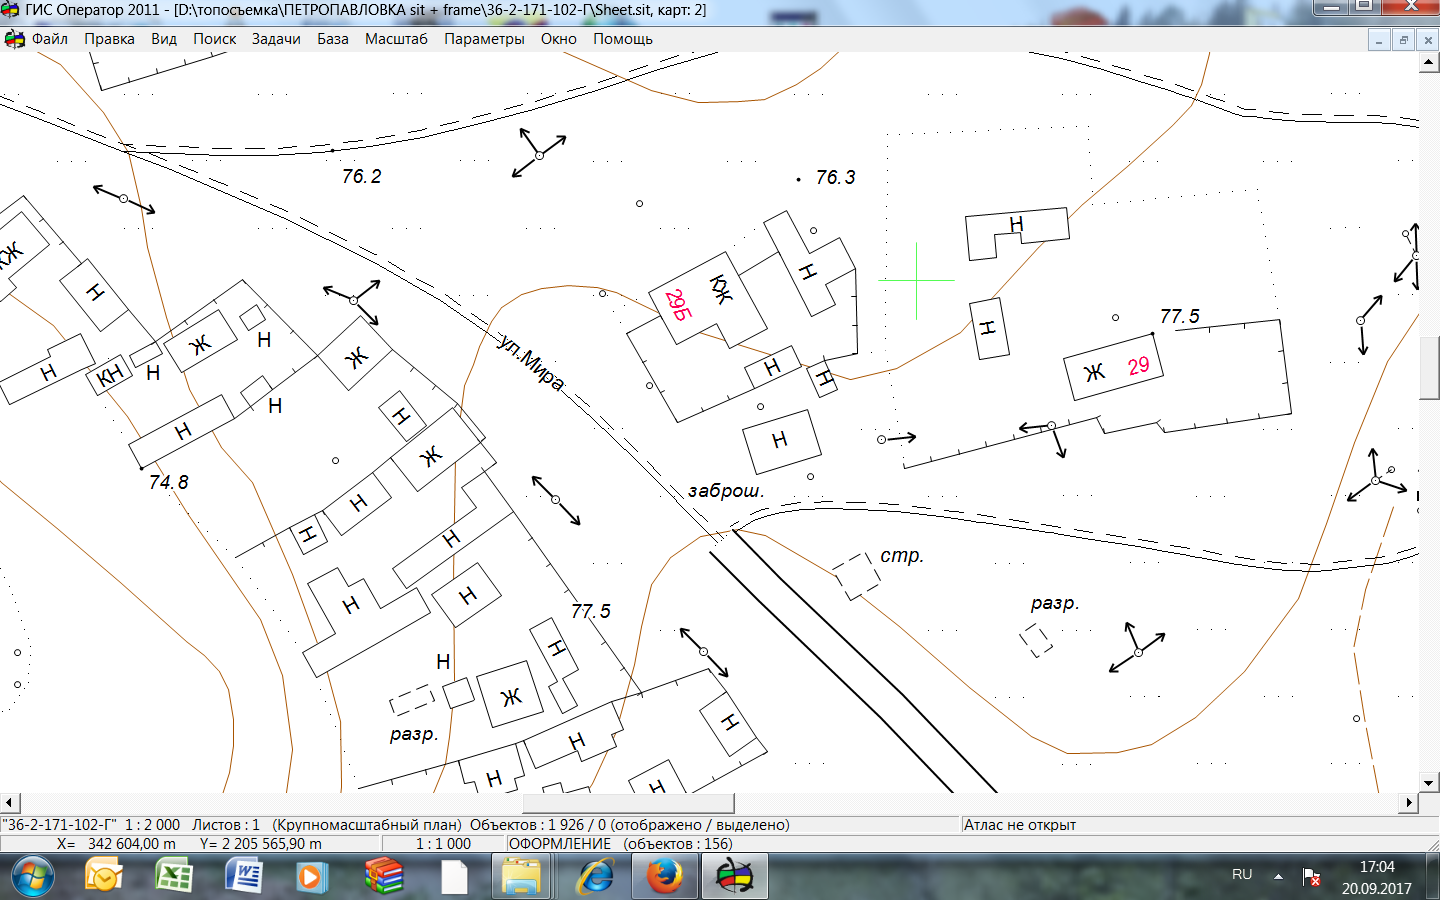 ГИС Оператор 2011 - [D:\топосъемка\ПЕТРОПАВЛОВКА sit + frame\36-2-171-102-Г\Sheet.sit, карт: 2]
Файл Правка Вид Поиск Задачи База Масштаб Параметры Окно Помощь
76.2
76.3
КЖ
Н
Н
Н
КЖ
29Б
Н
77.5
Н
Ж
Н
Ж
ул.Мира
Н
Н
КН
Н
Н
Н
Ж
29
Н
Н
Н
Ж
Н
74.8
заброш.
Н
Н
Н
стр.
Н
Н
77.5
разр.
Н
Н
Ж
разр.
Н
Н
Н
Н
"36-2-171-102-Г" 1 : 2 000 Листов : 1 (Крупномасштабный план) Объектов : 1 926 / 0 (отображено / выделено) Атлас не открыт
X= 342 604,00 m Y= 2 205 565,90 m 1 : 1 000 ОФОРМЛЕНИЕ (объектов : 156)
RU
17:04
20.09.2017